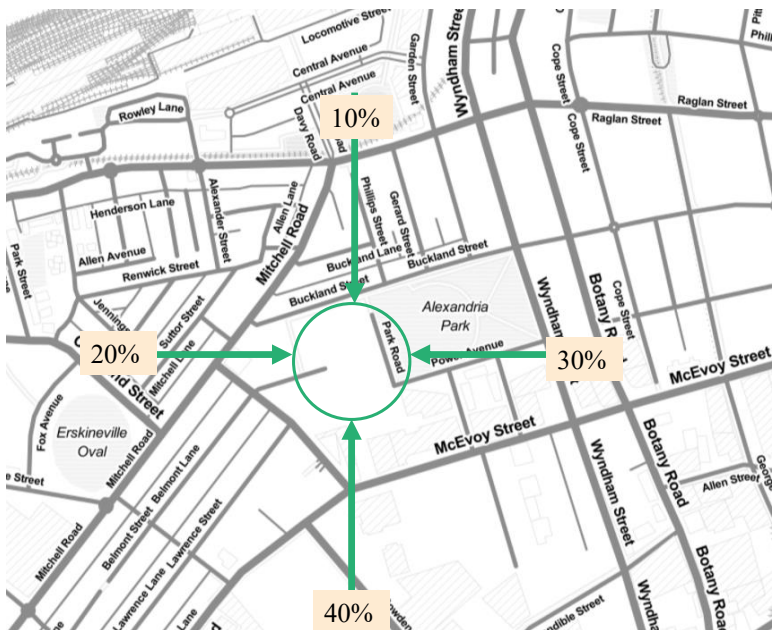 Locomotive Street
Central Avenue
Central Avenue
Garden Street
Wyndham Street
Cope Street
Raglan Street
Raglan Street
Cope Street
Rowley Lane
Davy Road
10%
Henderson Lane
Alexander Street
Allen Lane
Phillips Street
Gerard Street
Mitchell Road
Park Street
Allen Avenue
Renwick Street
Buckland Lane
Buckland Street
Buckland Street
Alexandria
Park
Botany Road
Cope Street
Jennings
Suttor Street
Mitchell Lane
20%
Park Road
Power Avenue
30%
McEvoy Street
Fox Avenue
Erskineville
Oval
Mitchell Road
McEvoy Street
Belmont Lane
Wyndham Street
Botany Road
Allen Street
e Street
Belmont Street
Lawrence Street
Mitchell Road
Lawrence Lane
Botany Road
40%